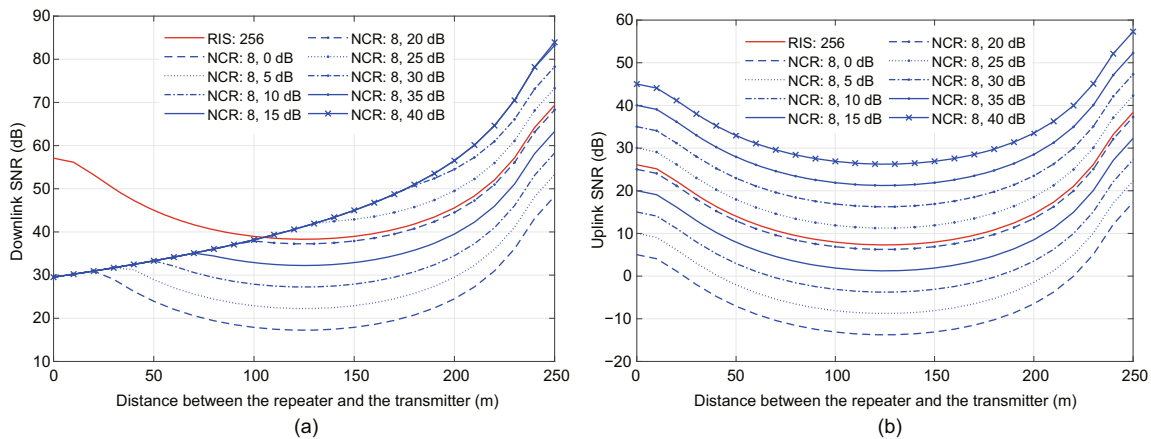 90
80
70
60
50
40
30
20
10
Downlink SNR (dB)
RIS: 256
NCR: 8, 0 dB
NCR: 8, 5 dB
NCR: 8, 10 dB
NCR: 8, 15 dB
NCR: 8, 20 dB
NCR: 8, 25 dB
NCR: 8, 30 dB
NCR: 8, 35 dB
NCR: 8, 40 dB
0 50 100 150 200 250
Distance between the repeater and the transmitter (m)
(a)
60
50
40
30
20
10
0
−10
−20
Uplink SNR (dB)
RIS: 256
NCR: 8, 0 dB
NCR: 8, 5 dB
NCR: 8, 10 dB
NCR: 8, 15 dB
NCR: 8, 20 dB
NCR: 8, 25 dB
NCR: 8, 30 dB
NCR: 8, 35 dB
NCR: 8, 40 dB
0 50 100 150 200 250
Distance between the repeater and the transmitter (m)
(b)